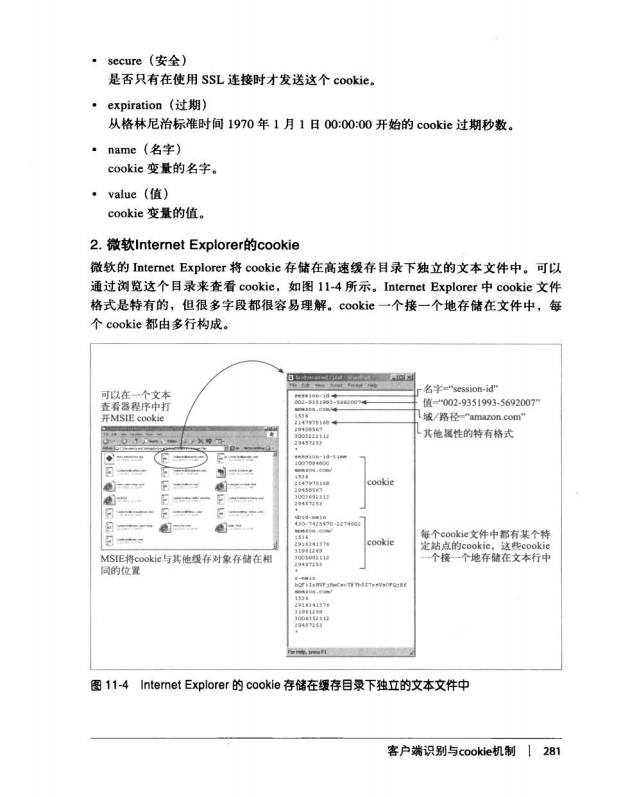 • secure（安全）
是否只有在使用 SSL 连接时才发送这个 cookie。
• expiration（过期）
从格林尼治标准时间 1970 年 1 月 1 日 00:00:00 开始的 cookie 过期秒数。
• name（名字）
cookie 变量的名字。
• value（值）
cookie 变量的值。
2. 微软Internet Explorer的cookie
微软的 Internet Explorer 将 cookie 存储在高速缓存目录下独立的文本文件中。可以
通过浏览这个目录来查看 cookie，如图 11-4 所示。Internet Explorer 中 cookie 文件
格式是特有的，但很多字段都很容易理解。cookie 一个接一个地存储在文件中，每
个 cookie 都由多行构成。
可以在一个文本
查看器程序中打
开MSIE cookie
MSIE将cookie与其他缓存对象存储在相
同的位置
session-id
002-9351993-5692007
amazon.com/
1536
session-id-time
1007884800
amazon.com/
1536
ubid-main
430-7425470-2274602
amazon.com/
1536
x-main
amazon.com/
1536
For Help, press F1
名字="session-id"
值="002-9351993-5692007"
域/路径="amazon.com"
其他属性的特有格式
cookie
cookie
每个cookie文件中都有某个特
定站点的cookie，这些cookie
一个接一个地存储在文本行中
图 11-4 Internet Explorer 的 cookie 存储在缓存目录下独立的文本文件中
客户端识别与cookie机制 | 281